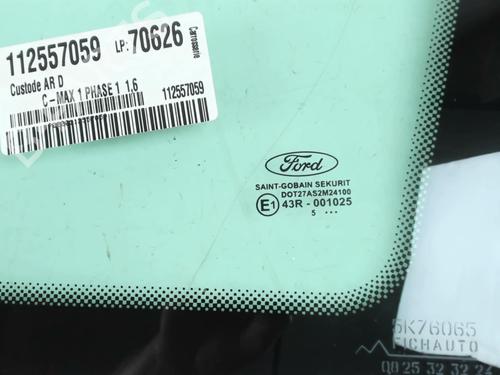 112557059 LP: 70626
Carrosserie
Custode AR D
C-MAX 1 PHASE 1 1.6
112557059
Ford
SAINT-GOBAIN SEKURIT
DOT27AS2M24100
E1 43R - 001025
5 ...
5K76065
FICHAUTO